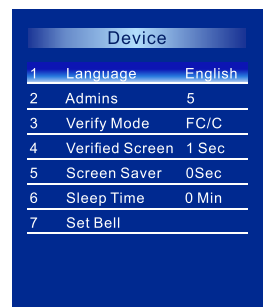 Device
1 Language English
2 Admins 5
3 Verify Mode FC/C
4 Verified Screen 1 Sec
5 Screen Saver 0Sec
6 Sleep Time 0 Min
7 Set Bell